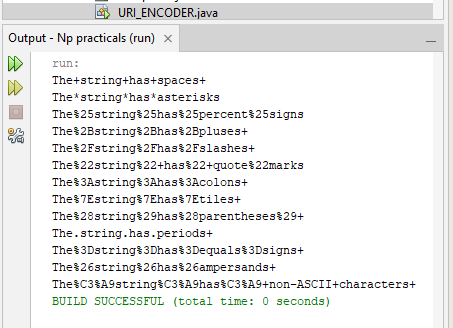 URI_ENCODER.java
Output - Np practicals (run) ×
run:
The+string+has+spaces+
The*string*has*asterisks
The%25string%25has%25percent%25signs
The%2Bstring%2Bhas%2Bpluses+
The%2Fstring%2Fhas%2Fslashes+
The%22string%22+has%22+quote%22marks
The%3Astring%3Ahas%3Acolons+
The%7Estring%7Ehas%7Etiles+
The%28string%29has%28parentheses%29+
The.string.has.periods+
The%3Dstring%3Dhas%3Dequals%3Dsigns+
The%26string%26has%26ampersands+
The%C3%A9string%C3%A9has%C3%A9+non-ASCII+characters+
BUILD SUCCESSFUL (total time: 0 seconds)